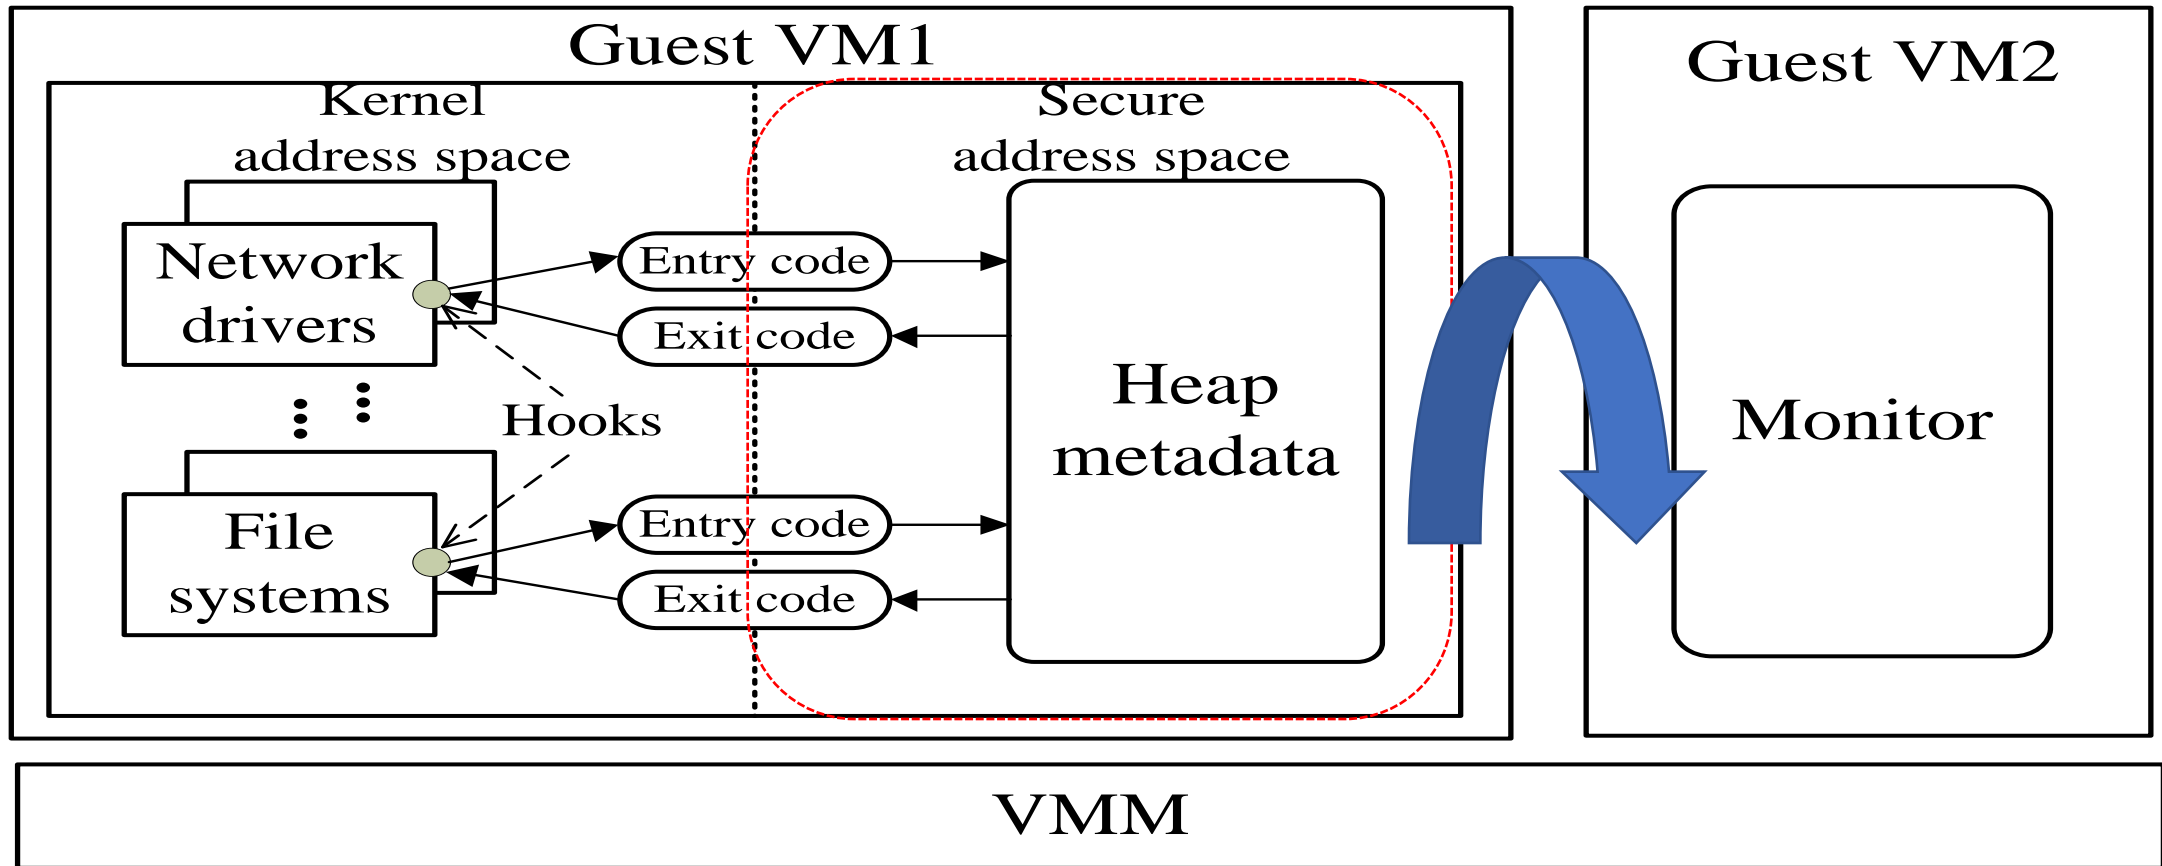 Guest VM1
Kernel
address space
Secure
address space
Network
drivers
Entry code
Exit code
Hooks
File
systems
Entry code
Exit code
Heap
metadata
Guest VM2
Monitor
VMM